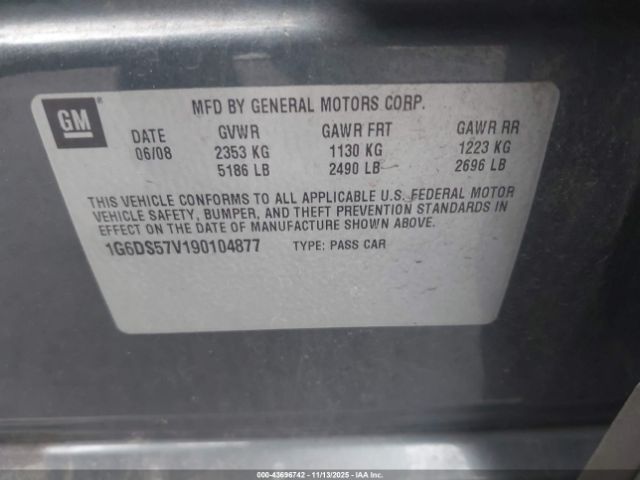 GM
MFD BY GENERAL MOTORS CORP.
DATE GVWR GAWR FRT GAWR RR
06/08 2353 KG 1130 KG 1223 KG
5186 LB 2490 LB 2696 LB
THIS VEHICLE CONFORMS TO ALL APPLICABLE U.S. FEDERAL MOTOR
VEHICLE SAFETY, BUMPER, AND THEFT PREVENTION STANDARDS IN
EFFECT ON THE DATE OF MANUFACTURE SHOWN ABOVE.
1G6DS57V190104877 TYPE: PASS CAR
000-43696742 - 11/13/2025 - IAA Corp